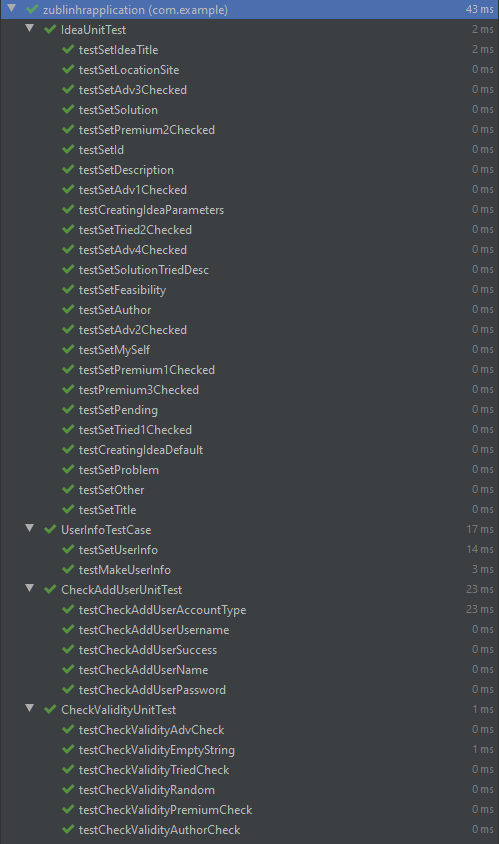 zublinhrapplication (com.example) 43 ms
IdeaUnitTest 2 ms
testSetIdeaTitle 2 ms
testSetLocationSite 0 ms
testSetAdv3Checked 0 ms
testSetSolution 0 ms
testSetPremium2Checked 0 ms
testSetId 0 ms
testSetDescription 0 ms
testSetAdv1Checked 0 ms
testCreatingIdeaParameters 0 ms
testSetTried2Checked 0 ms
testSetAdv4Checked 0 ms
testSetSolutionTriedDesc 0 ms
testSetFeasibility 0 ms
testSetAuthor 0 ms
testSetAdv2Checked 0 ms
testSetMySelf 0 ms
testSetPremium1Checked 0 ms
testPremium3Checked 0 ms
testSetPending 0 ms
testSetTried1Checked 0 ms
testCreatingIdeaDefault 0 ms
testSetProblem 0 ms
testSetOther 0 ms
testSetTitle 0 ms
UserInfoTestCase 17 ms
testSetUserInfo 14 ms
testMakeUserInfo 3 ms
CheckAddUserUnitTest 23 ms
testCheckAddUserAccountType 23 ms
testCheckAddUserUsername 0 ms
testCheckAddUserSuccess 0 ms
testCheckAddUserName 0 ms
testCheckAddUserPassword 0 ms
CheckValidityUnitTest 1 ms
testCheckValidityAdvCheck 0 ms
testCheckValidityEmptyString 1 ms
testCheckValidityTriedCheck 0 ms
testCheckValidityRandom 0 ms
testCheckValidityPremiumCheck 0 ms
testCheckValidityAuthorCheck 0 ms